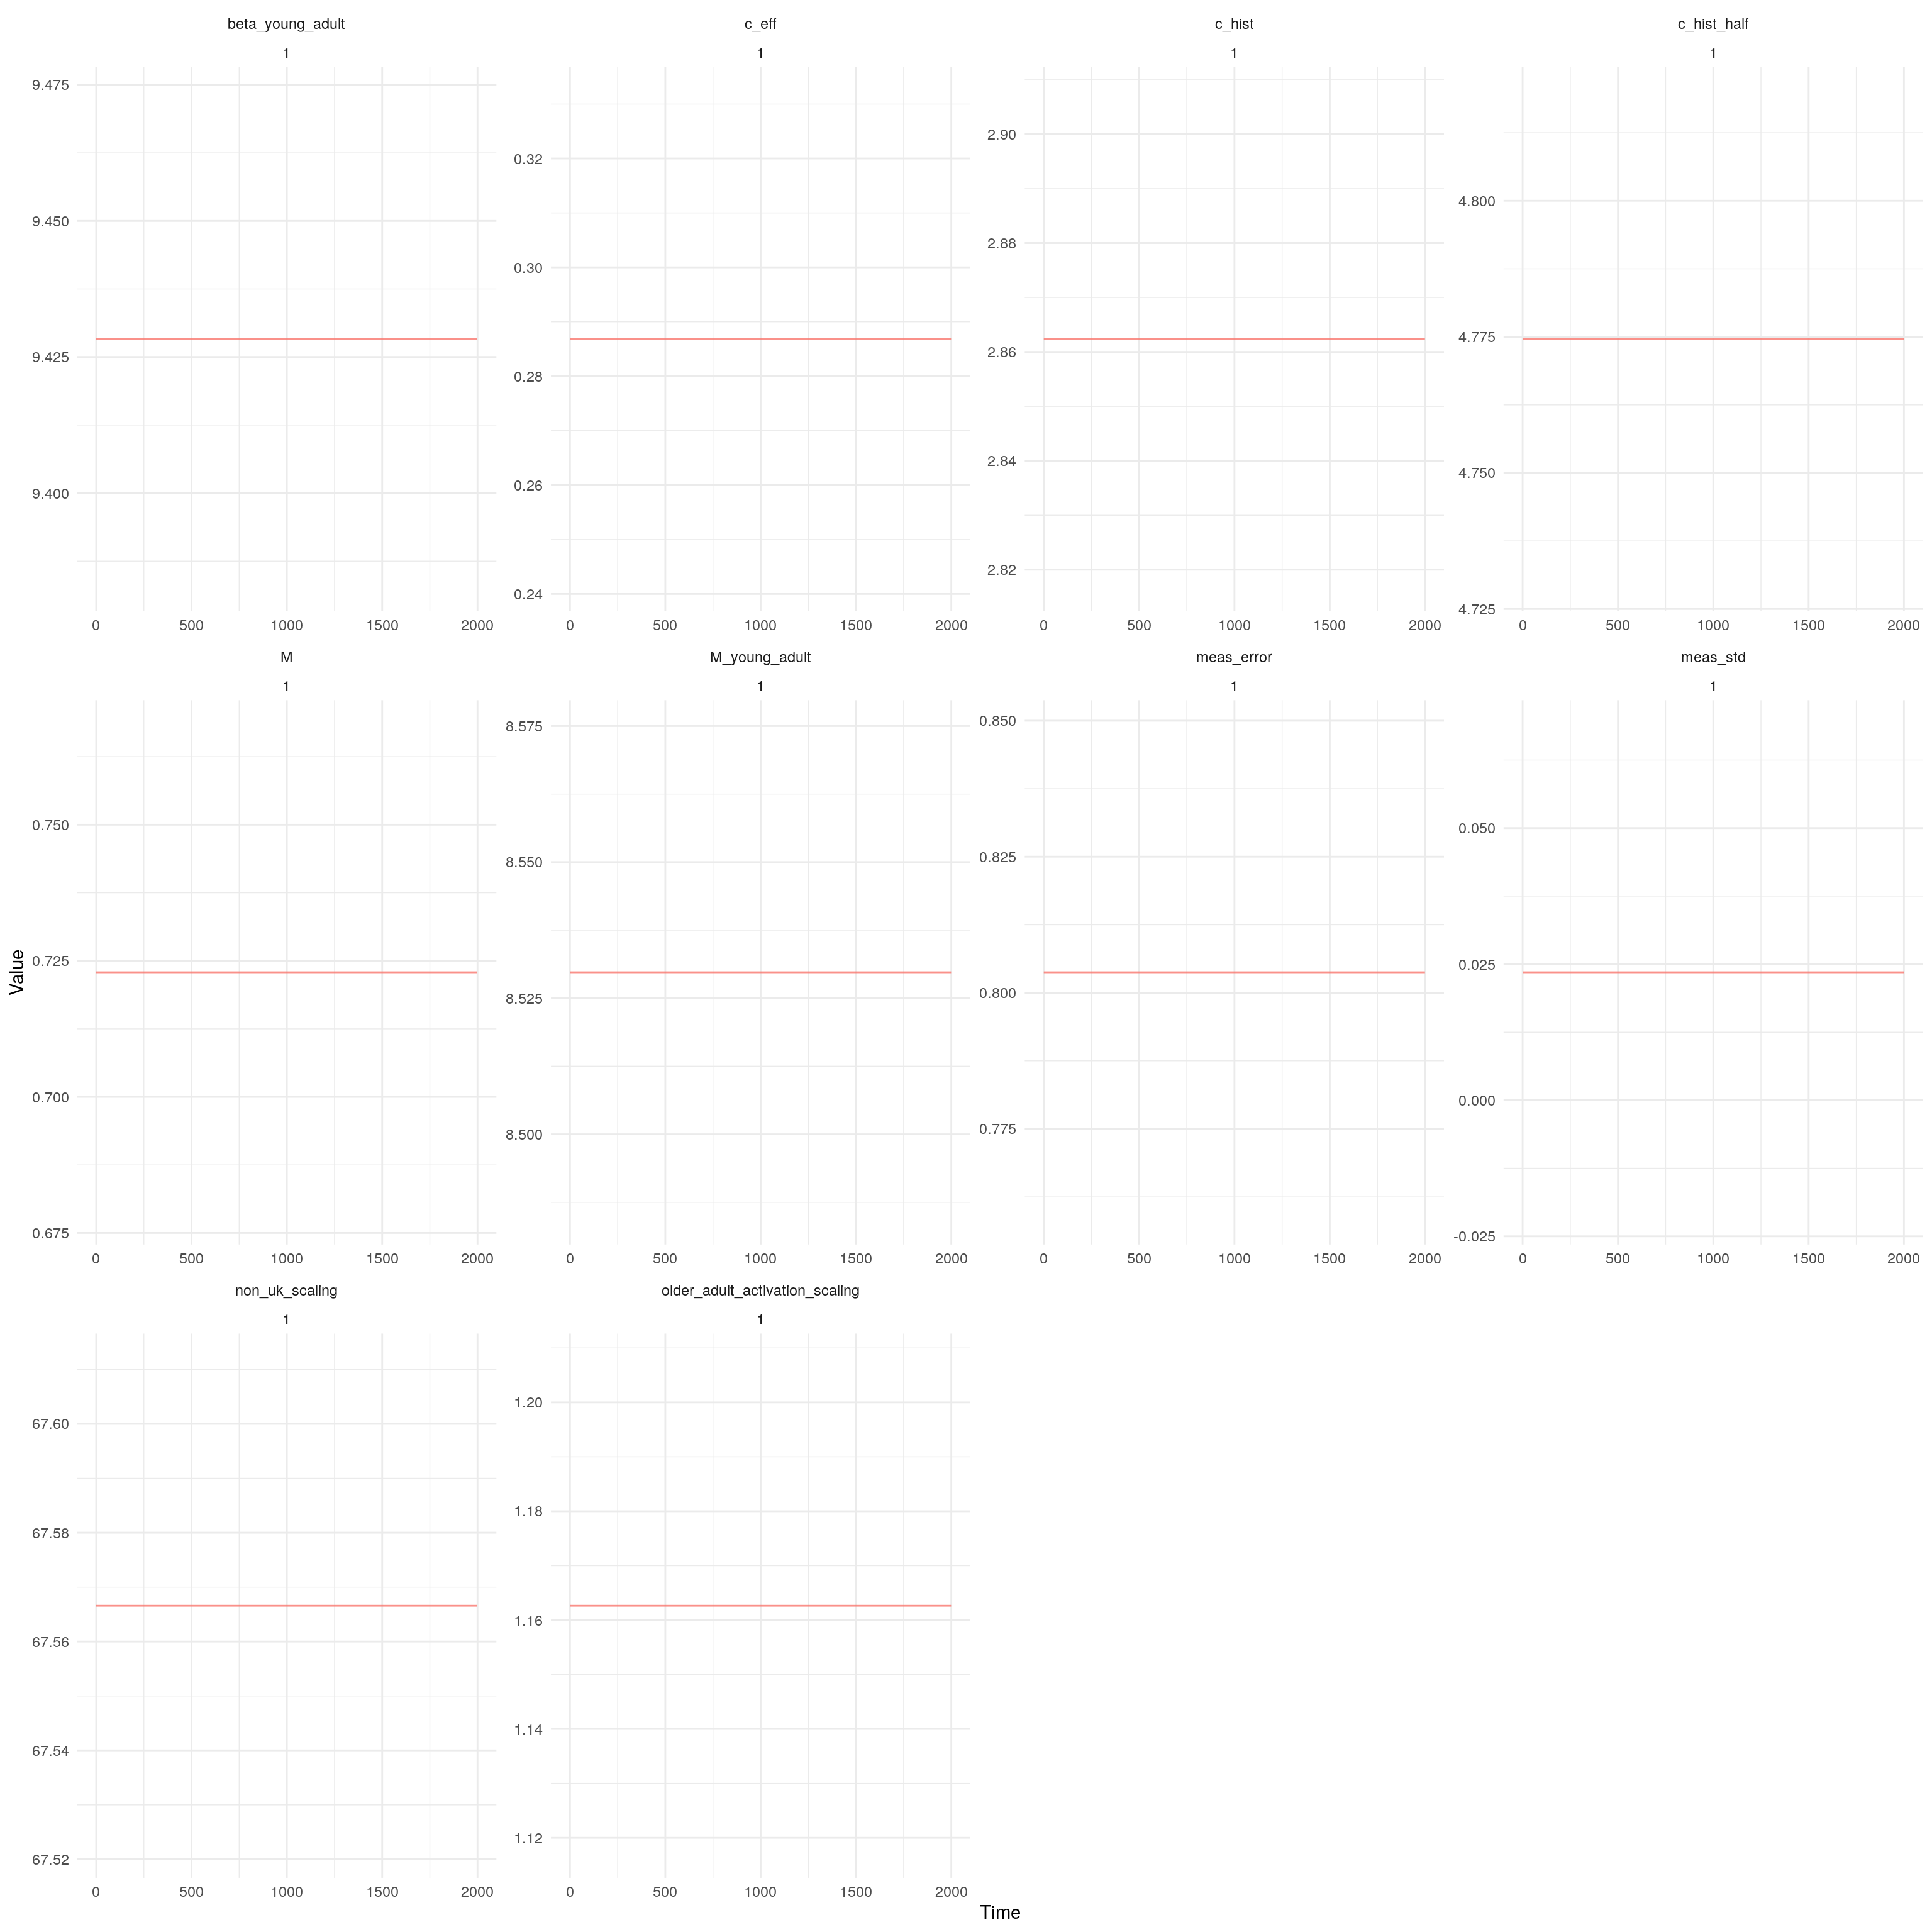 beta_young_adult c_eff c_hist c_hist_half
1 1 1 1
9.475 9.450 9.425 9.400
0.32 0.30 0.28 0.26 0.24
2.90 2.88 2.86 2.84 2.82
4.800 4.775 4.750 4.725
0 500 1000 1500 2000 0 500 1000 1500 2000 0 500 1000 1500 2000 0 500 1000 1500 2000
M M_young_adult meas_error meas_std
1 1 1 1
Value
0.750 0.725 0.700 0.675
8.575 8.550 8.525 8.500
0.850 0.825 0.800 0.775
0.050 0.025 0.000 -0.025
0 500 1000 1500 2000 0 500 1000 1500 2000 0 500 1000 1500 2000 0 500 1000 1500 2000
non_uk_scaling older_adult_activation_scaling
1 1
67.60 67.58 67.56 67.54 67.52
1.20 1.18 1.16 1.14 1.12
0 500 1000 1500 2000 0 500 1000 1500 2000
Time